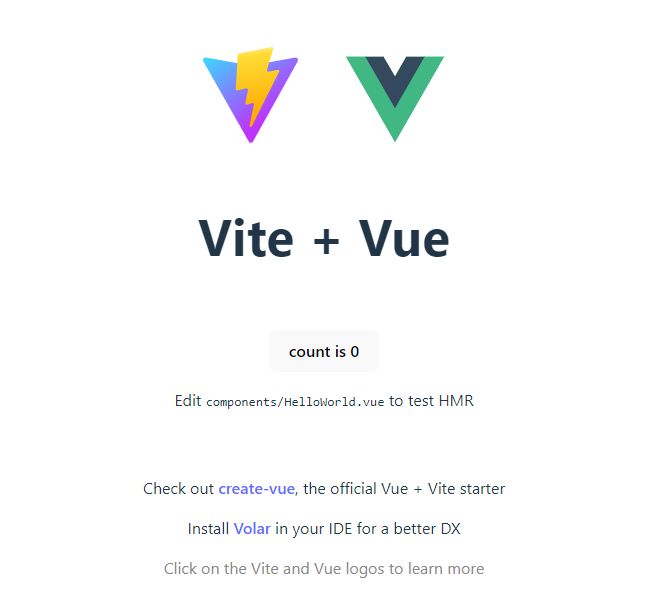 Vite + Vue
count is 0
Edit components/HelloWorld.vue to test HMR
Check out create-vue, the official Vue + Vite starter
Install Volar in your IDE for a better DX
Click on the Vite and Vue logos to learn more